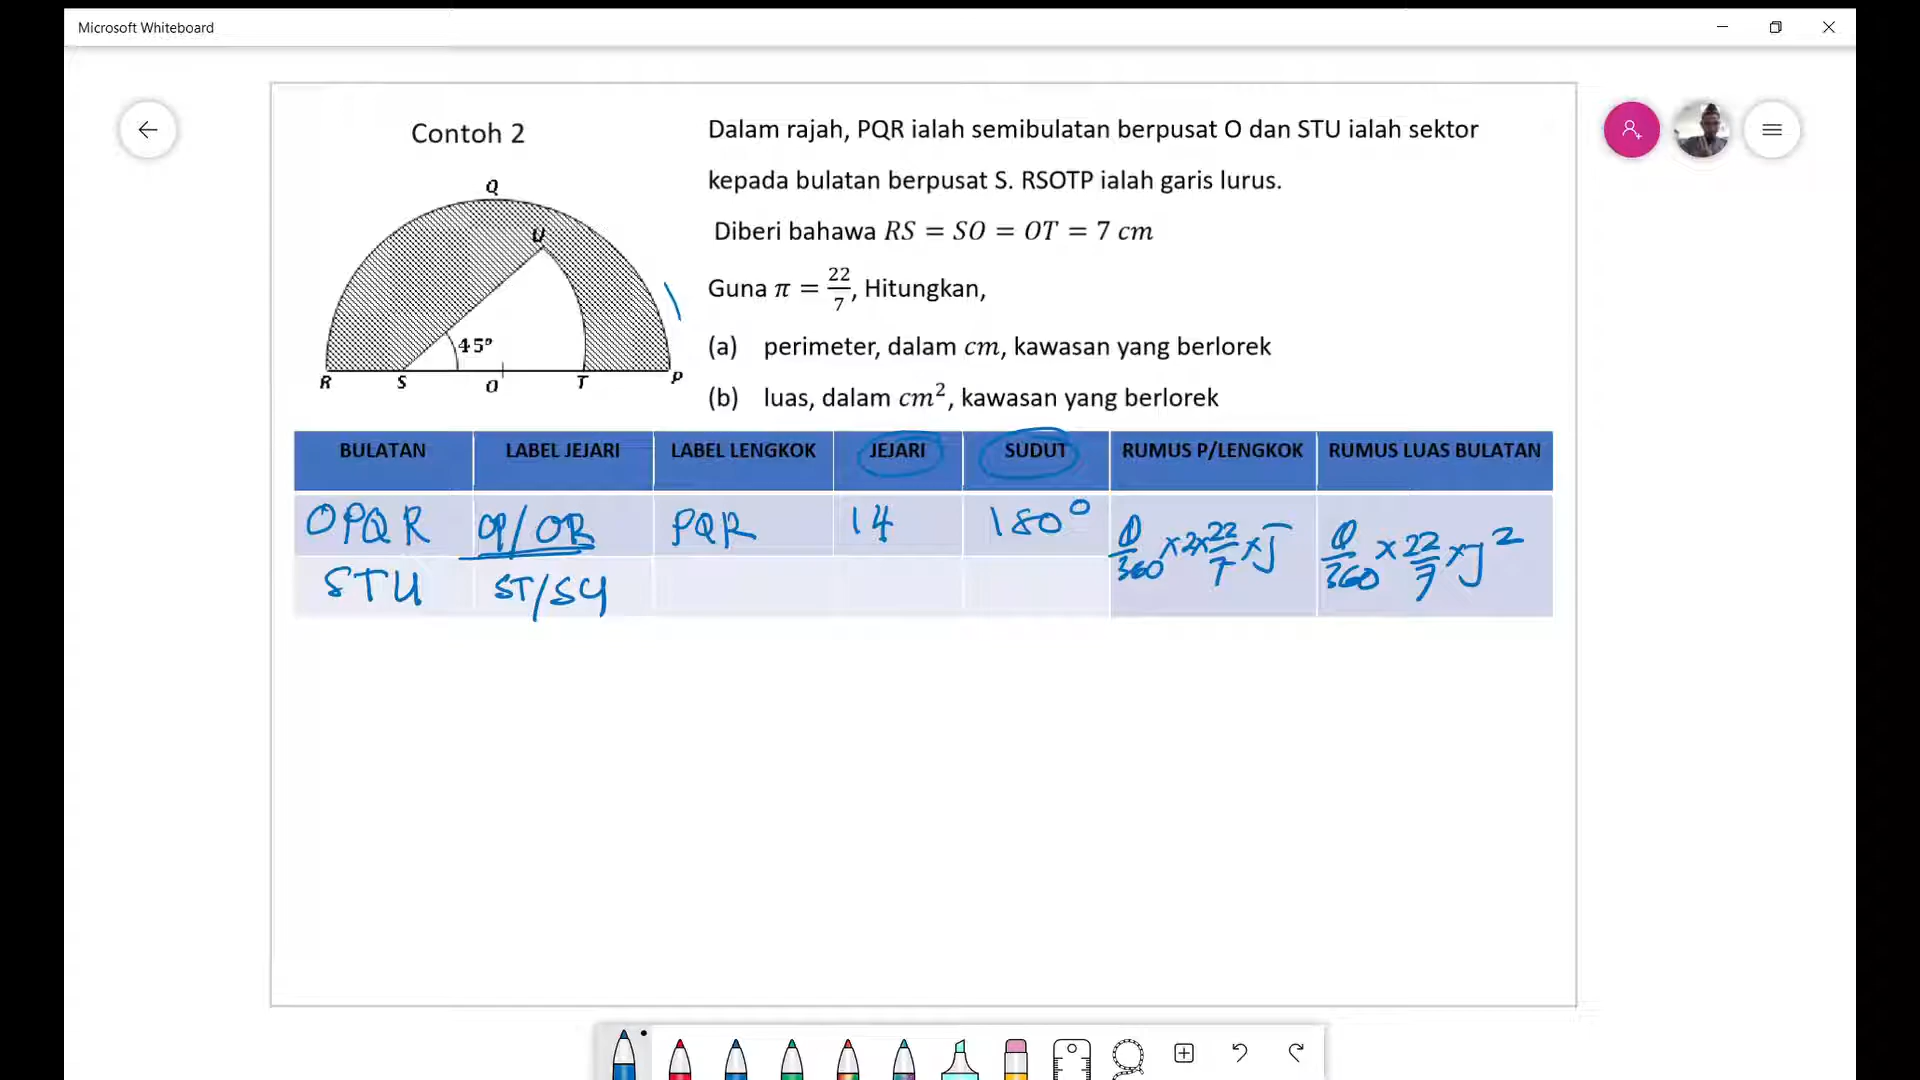 Microsoft Whiteboard
Contoh 2
Dalam rajah, PQR ialah semibulatan berpusat O dan STU ialah sektor
kepada bulatan berpusat S. RSOTP ialah garis lurus.
Diberi bahawa RS = SO = OT = 7 cm
Guna π = 22/7, Hitungkan,
(a) perimeter, dalam cm, kawasan yang berlorek
(b) luas, dalam cm², kawasan yang berlorek
Q
U
45°
R S O T P
BULATAN LABEL JEJARI LABEL LENGKOK JEJARI SUDUT RUMUS P/LENGKOK RUMUS LUAS BULATAN
OPQR OP/OR PQR 14 180° θ/360 × 2 × 22/7 × j θ/360 × 22/7 × j²
STU ST/SU